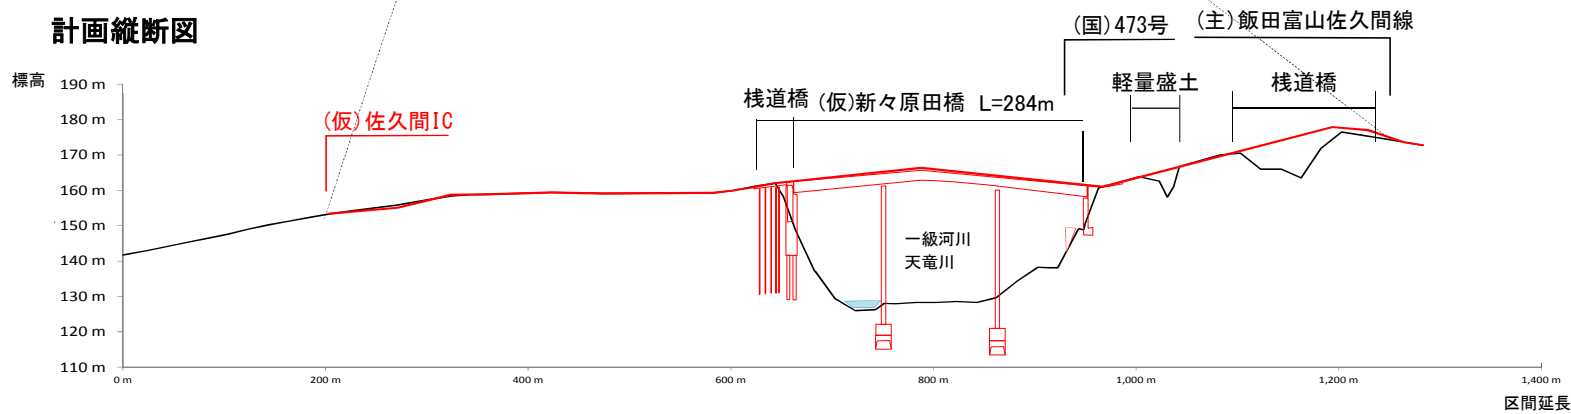 計画縦断図
(国)473号
(主)飯田富山佐久間線
標高
190 m
180 m
170 m
160 m
150 m
140 m
130 m
120 m
110 m
(仮)佐久間IC
桟道橋
(仮)新々原田橋 L=284m
軽量盛土
桟道橋
一級河川
天竜川
0 m
200 m
400 m
600 m
800 m
1,000 m
1,200 m
1,400 m
区間延長